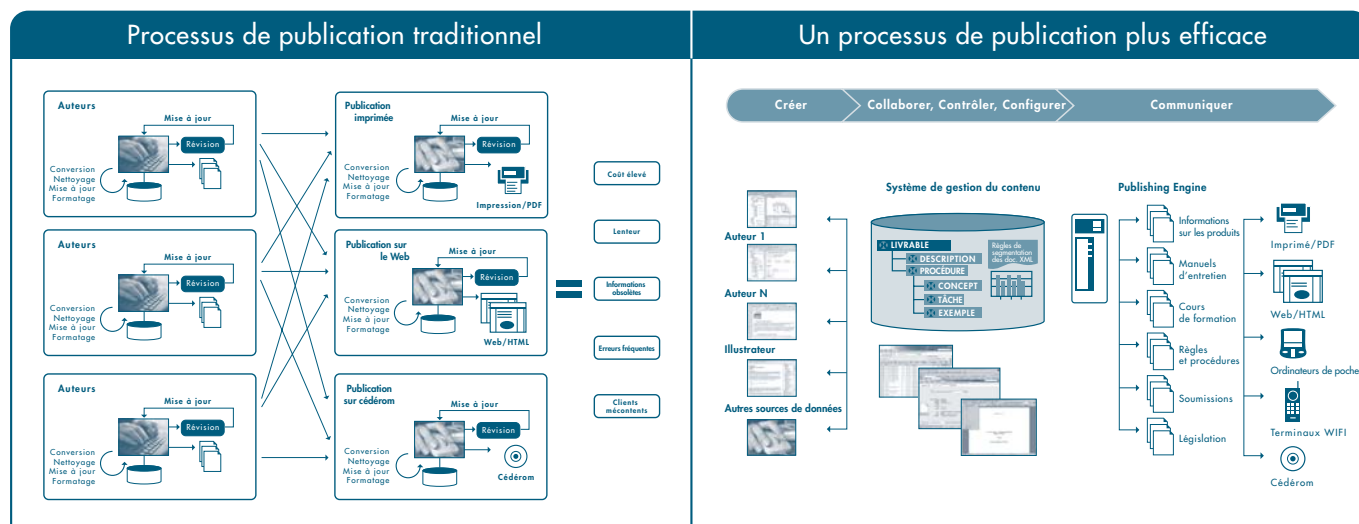 Processus de publication traditionnel
Auteurs
Mise à jour
Révision
Conversion
Nettoyage
Mise à jour
Formatage
Auteurs
Mise à jour
Révision
Conversion
Nettoyage
Mise à jour
Formatage
Auteurs
Mise à jour
Révision
Conversion
Nettoyage
Mise à jour
Formatage
Publication
imprimée
Mise à jour
Révision
Conversion
Nettoyage
Mise à jour
Formatage
Impression/PDF
Publication sur
le Web
Mise à jour
Révision
Conversion
Nettoyage
Mise à jour
Formatage
Web/HTML
Publication
sur cédérom
Mise à jour
Révision
Conversion
Nettoyage
Mise à jour
Formatage
Cédérom
Coût élevé
Lenteur
Informations
obsolètes
Erreurs fréquentes
Clients
mécontents
Un processus de publication plus efficace
Créer
Collaborer, Contrôler, Configurer
Communiquer
Auteur 1
Auteur N
Illustrateur
Autres sources de données
Système de gestion du contenu
LIVRABLE
DESCRIPTION
PROCÉDURE
CONCEPT
TÂCHE
EXEMPLE
Règles de
segmentation
des doc. XML
Publishing Engine
Informations
sur les produits
Manuels
d'entretien
Cours
de formation
Règles
et procédures
Soumissions
Législation
Imprimé/PDF
Web/HTML
Ordinateurs de poche
Terminaux WIFI
Cédérom